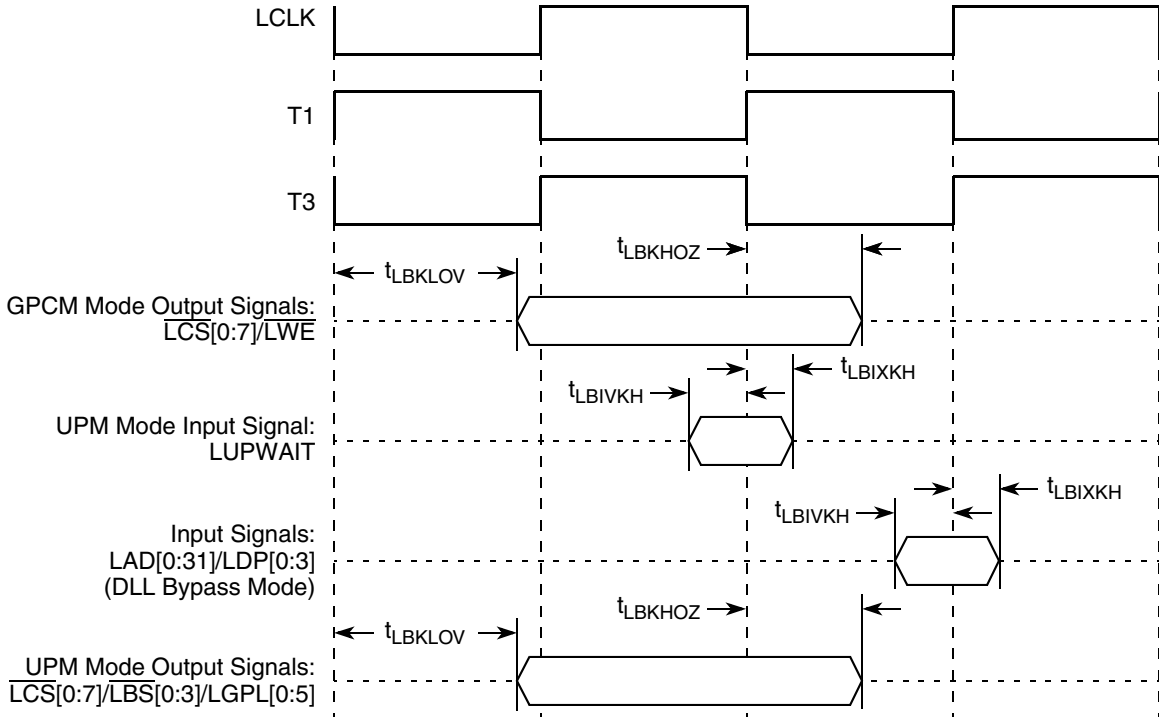 LCLK
T1
T3
tLBKHOZ
tLBKLOV
GPCM Mode Output Signals:
LCS[0:7]/LWE
tLBIXKH
tLBIVKH
UPM Mode Input Signal:
LUPWAIT
tLBIXKH
tLBIVKH
Input Signals:
LAD[0:31]/LDP[0:3]
(DLL Bypass Mode)
tLBKHOZ
tLBKLOV
UPM Mode Output Signals:
LCS[0:7]/LBS[0:3]/LGPL[0:5]